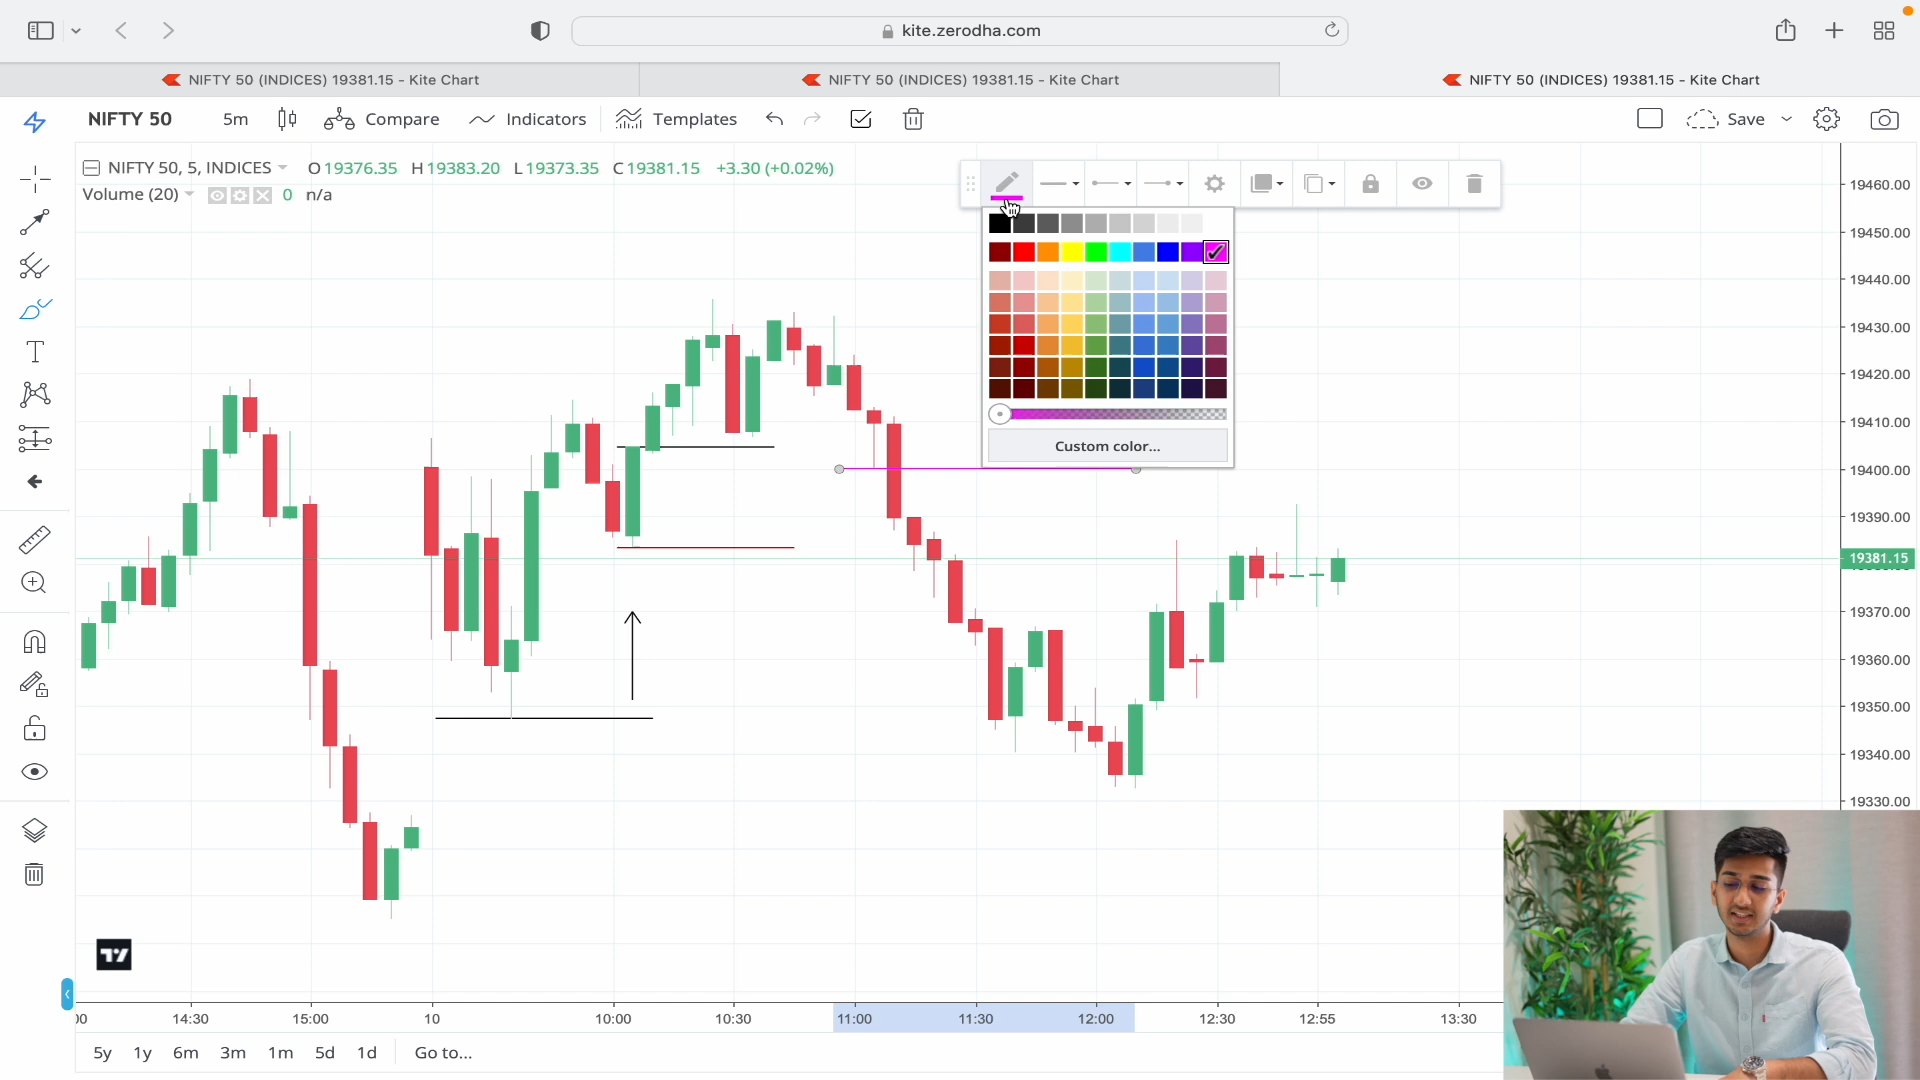 kite.zerodha.com
NIFTY 50 (INDICES) 19381.15 - Kite Chart
NIFTY 50 (INDICES) 19381.15 - Kite Chart
NIFTY 50 (INDICES) 19381.15 - Kite Chart
NIFTY 50 5m Compare Indicators Templates Save
NIFTY 50, 5, INDICES O19376.35 H19383.20 L19373.35 C19381.15 +3.30 (+0.02%)
Volume (20) 0 n/a
Custom color...
19460.00
19450.00
19440.00
19430.00
19420.00
19410.00
19400.00
19390.00
19381.15
19370.00
19360.00
19350.00
19340.00
19330.00
14:30 15:00 10 10:00 10:30 11:00 11:30 12:00 12:30 12:55 13:30
5y 1y 6m 3m 1m 5d 1d Go to...